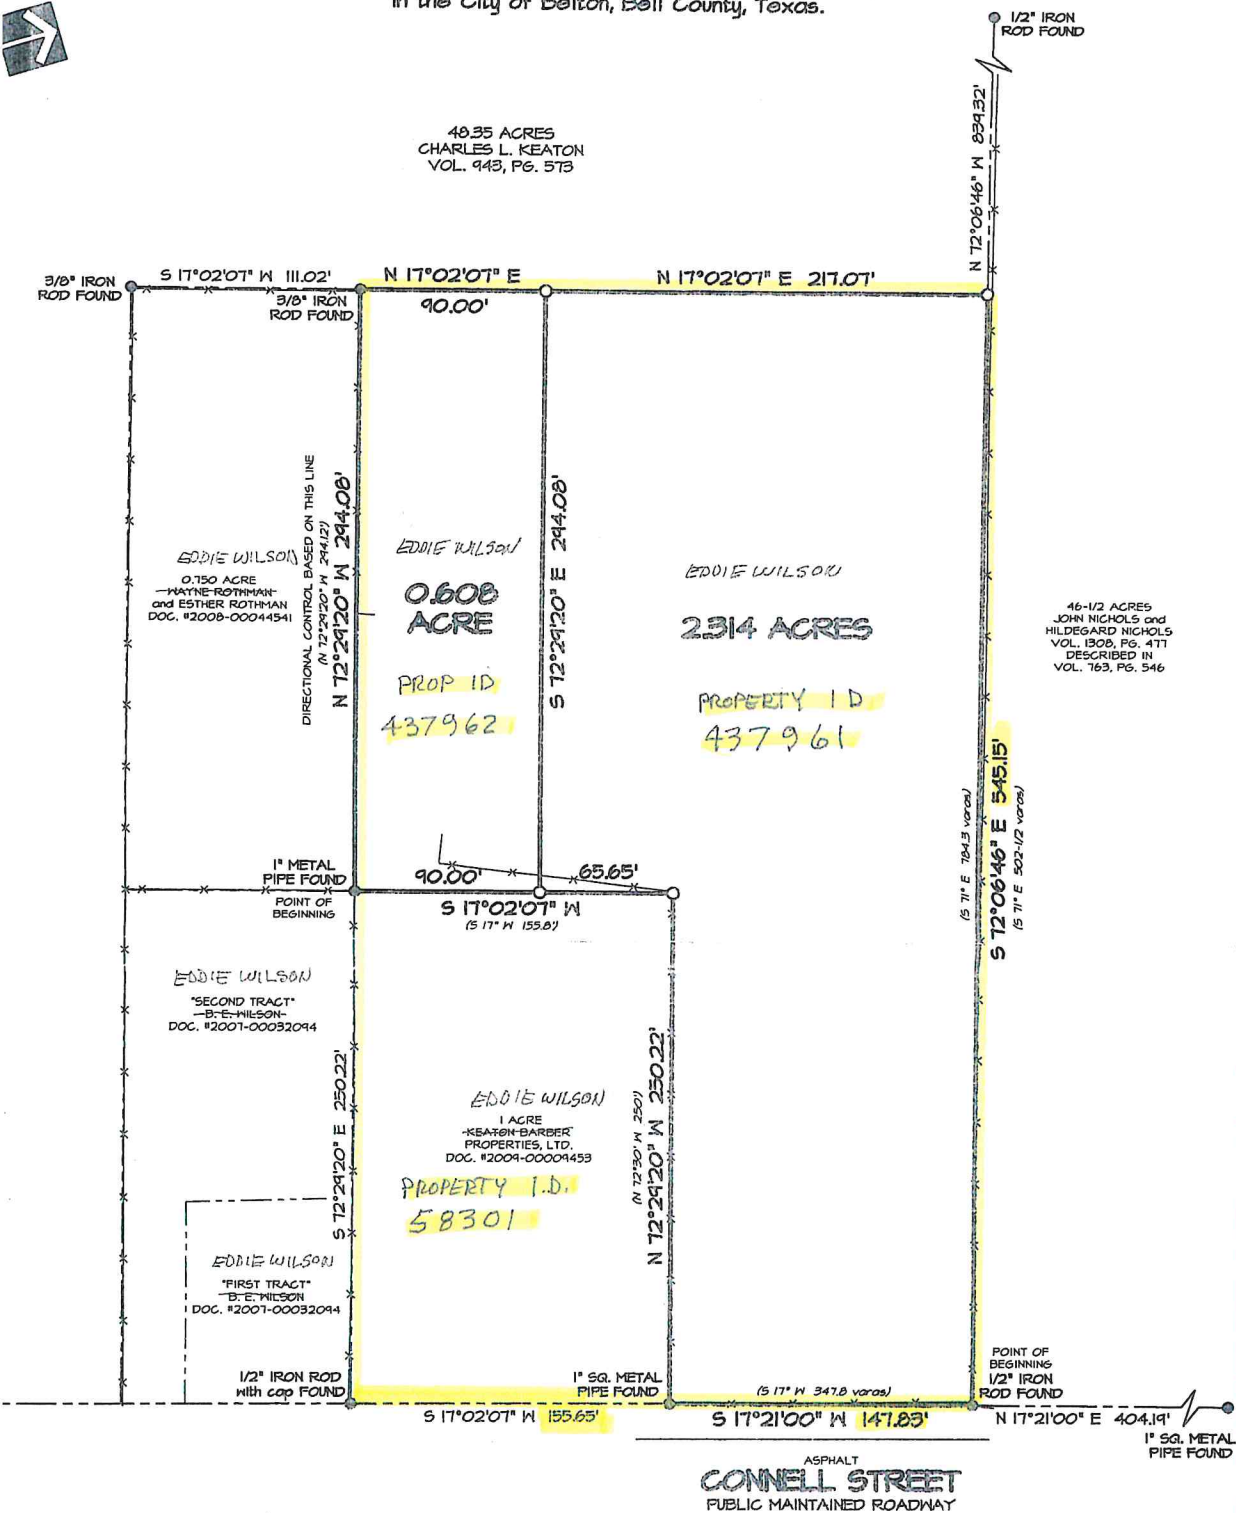 in the City of Belton, Bell County, Texas.
1/2" IRON
ROD FOUND
N 72°06'46" W 839.32'
48.35 ACRES
CHARLES L. KEATON
VOL. 943, PG. 573
3/8" IRON
ROD FOUND
S 17°02'07" W 111.02'
3/8" IRON
ROD FOUND
N 17°02'07" E
90.00'
N 17°02'07" E 217.07'
DIRECTIONAL CONTROL BASED ON THIS LINE
(N 72°29'20" W 294.12')
N 72°29'20" W 294.08'
S 72°29'20" E 294.08'
EDDIE WILSON
0.750 ACRE
WAYNE ROTHMAN
and ESTHER ROTHMAN
DOC. #2008-00044541
EDDIE WILSON
0.608
ACRE
PROP ID
437962
EDDIE WILSON
2.314 ACRES
PROPERTY ID
437961
46-1/2 ACRES
JOHN NICHOLS and
HILDEGARD NICHOLS
VOL. 1308, PG. 477
DESCRIBED IN
VOL. 763, PG. 546
(S 71° E 784.3 varas)
S 72°06'46" E 545.15'
(S 71° E 502-1/2 varas)
1" METAL
PIPE FOUND
POINT OF
BEGINNING
90.00'
65.65'
S 17°02'07" W
(S 17° W 155.8')
EDDIE WILSON
"SECOND TRACT"
B. E. WILSON
DOC. #2007-00032094
S 72°29'20" E 250.22'
EDDIE WILSON
1 ACRE
KEATON-BARBER
PROPERTIES, LTD.
DOC. #2009-00009453
PROPERTY I.D.
58301
(N 72°30' W 250')
N 72°29'20" W 250.22'
EDDIE WILSON
"FIRST TRACT"
B. E. WILSON
DOC. #2007-00032094
1/2" IRON ROD
with cap FOUND
1" SQ. METAL
PIPE FOUND
POINT OF
BEGINNING
1/2" IRON
ROD FOUND
(S 17° W 347.8 varas)
S 17°02'07" W 155.65'
S 17°21'00" W 147.83'
N 17°21'00" E 404.19'
1" SQ. METAL
PIPE FOUND
ASPHALT
CONNELL STREET
PUBLIC MAINTAINED ROADWAY